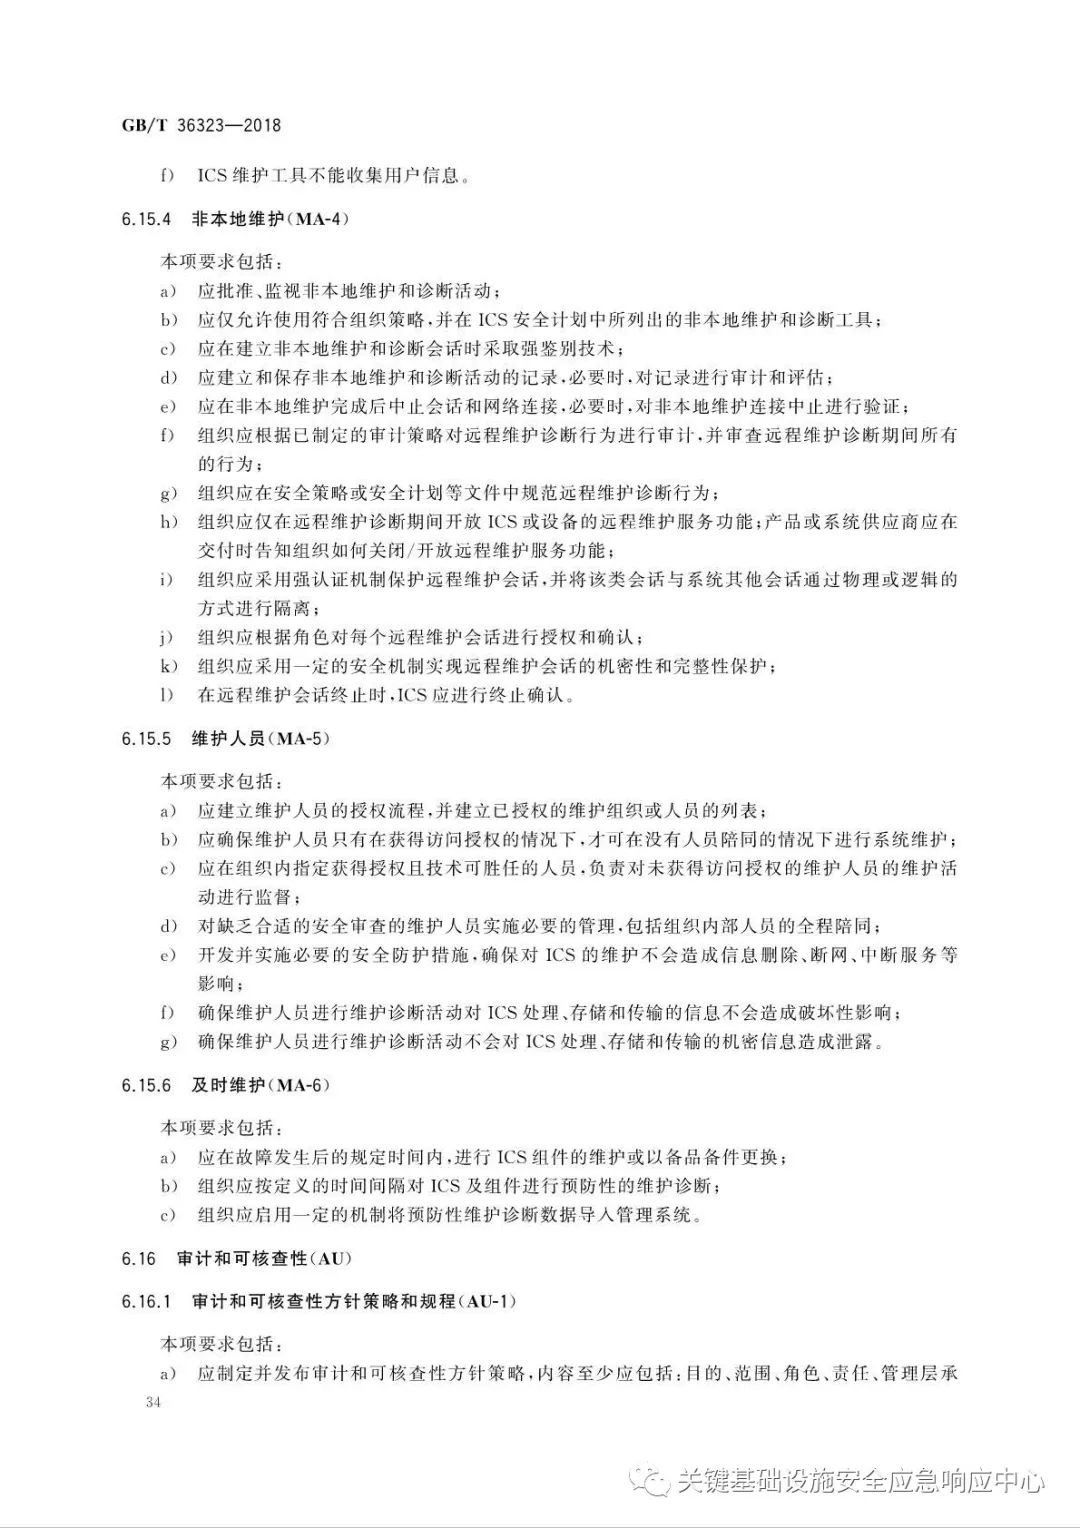 GB/T 36323—2018
f) ICS 维护工具不能收集用户信息。
6.15.4 非本地维护(MA-4)
本项要求包括:
a) 应批准、监视非本地维护和诊断活动;
b) 应仅允许使用符合组织策略,并在 ICS 安全计划中所列出的非本地维护和诊断工具;
c) 应在建立非本地维护和诊断会话时采取强鉴别技术;
d) 应建立和保存非本地维护和诊断活动的记录,必要时,对记录进行审计和评估;
e) 应在非本地维护完成后中止会话和网络连接,必要时,对非本地维护连接中止进行验证;
f) 组织应根据已制定的审计策略对远程维护诊断行为进行审计,并审查远程维护诊断期间所有
的行为;
g) 组织应在安全策略或安全计划等文件中规范远程维护诊断行为;
h) 组织应仅在远程维护诊断期间开放 ICS 或设备的远程维护服务功能;产品或系统供应商应在
交付时告知组织如何关闭/开放远程维护服务功能;
i) 组织应采用强认证机制保护远程维护会话,并将该类会话与系统其他会话通过物理或逻辑的
方式进行隔离;
j) 组织应根据角色对每个远程维护会话进行授权和确认;
k) 组织应采用一定的安全机制实现远程维护会话的机密性和完整性保护;
l) 在远程维护会话终止时,ICS 应进行终止确认。
6.15.5 维护人员(MA-5)
本项要求包括:
a) 应建立维护人员的授权流程,并建立已授权的维护组织或人员的列表;
b) 应确保维护人员只有在获得访问授权的情况下,才可在没有人员陪同的情况下进行系统维护;
c) 应在组织内指定获得授权且技术可胜任的人员,负责对未获得访问授权的维护人员的维护活
动进行监督;
d) 对缺乏合适的安全审查的维护人员实施必要的管理,包括组织内部人员的全程陪同;
e) 开发并实施必要的安全防护措施,确保对 ICS 的维护不会造成信息删除、断网、中断服务等
影响;
f) 确保维护人员进行维护诊断活动对 ICS 处理、存储和传输的信息不会造成破坏性影响;
g) 确保维护人员进行维护诊断活动不会对 ICS 处理、存储和传输的机密信息造成泄露。
6.15.6 及时维护(MA-6)
本项要求包括:
a) 应在故障发生后的规定时间内,进行 ICS 组件的维护或以备品备件更换;
b) 组织应按定义的时间间隔对 ICS 及组件进行预防性的维护诊断;
c) 组织应启用一定的机制将预防性维护诊断数据导入管理系统。
6.16 审计和可核查性(AU)
6.16.1 审计和可核查性方针策略和规程(AU-1)
本项要求包括:
a) 应制定并发布审计和可核查性方针策略,内容至少应包括:目的、范围、角色、责任、管理层承
34
关键基础设施安全应急响应中心